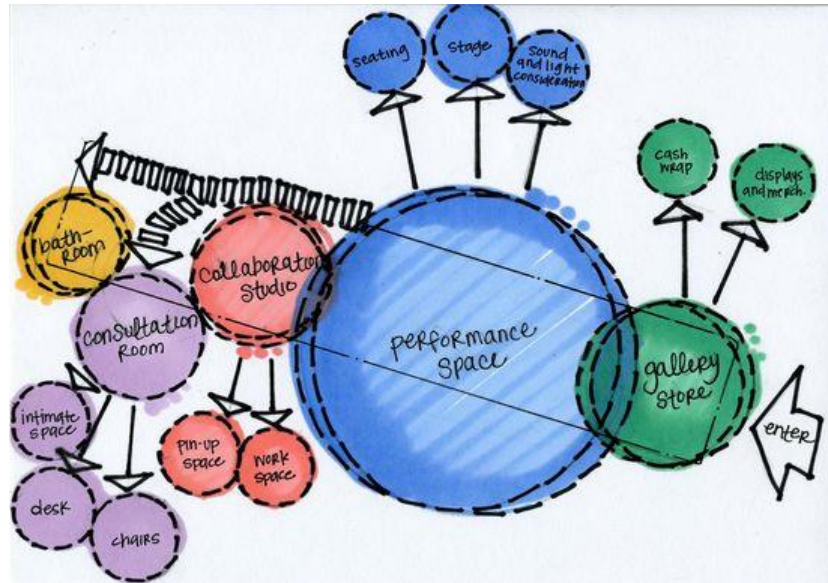 seating
stage
sound
and light
consideration
cash
wrap
displays
and merch.
bath-
room
collaboration
studio
consultation
room
performance
space
gallery
store
enter
intimate
space
pin-up
space
work
space
desk
chairs